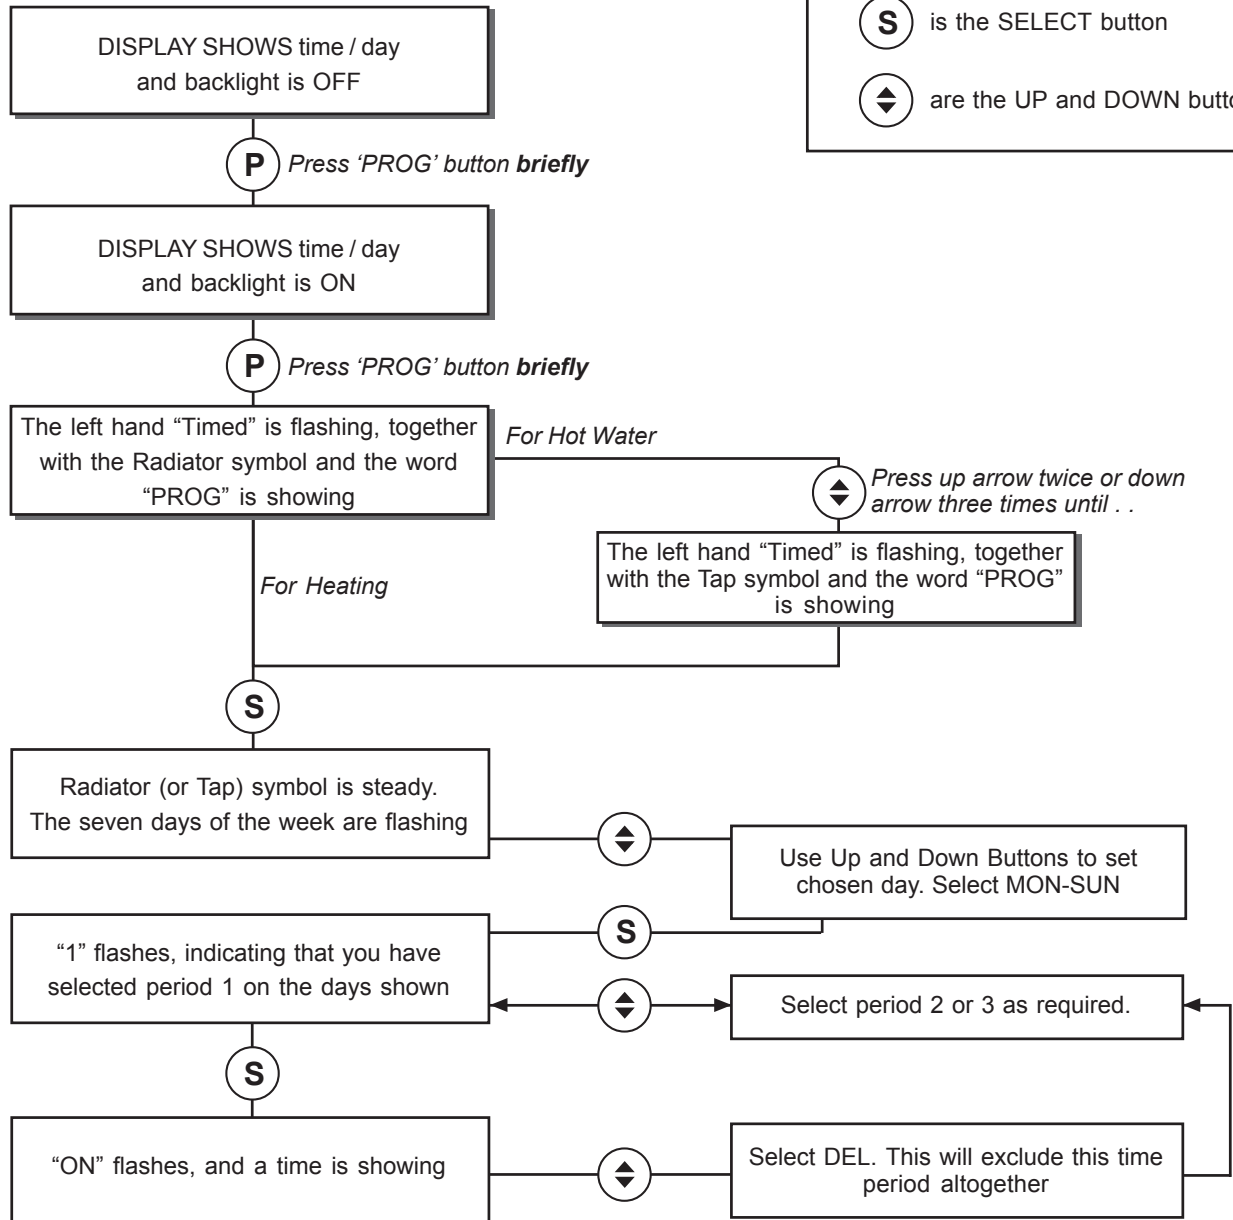 DISPLAY SHOWS time / day
and backlight is OFF
S is the SELECT button
are the UP and DOWN
P Press ‘PROG’ button briefly
DISPLAY SHOWS time / day
and backlight is ON
P Press ‘PROG’ button briefly
The left hand “Timed” is flashing, together
with the Radiator symbol and the word
“PROG” is showing
For Hot Water
Press up arrow twice or down
arrow three times until . .
The left hand “Timed” is flashing, together
with the Tap symbol and the word “PROG”
is showing
For Heating
S
Radiator (or Tap) symbol is steady.
The seven days of the week are flashing
Use Up and Down Buttons to set
chosen day. Select MON-SUN
S
“1” flashes, indicating that you have
selected period 1 on the days shown
Select period 2 or 3 as required.
S
“ON” flashes, and a time is showing
Select DEL. This will exclude this time
period altogether